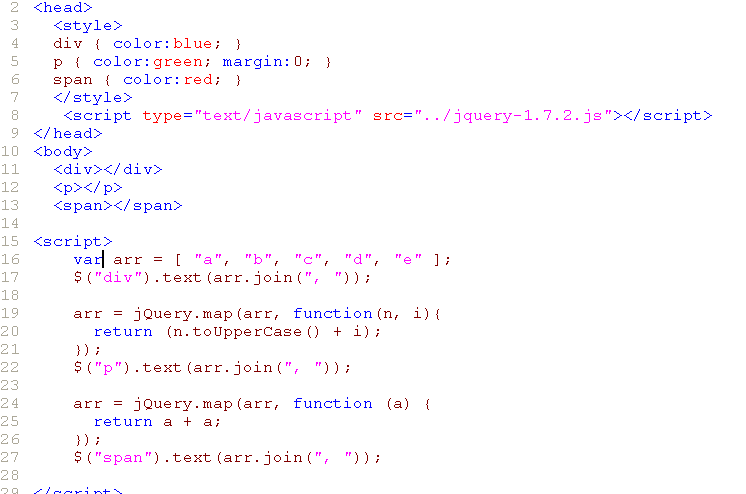 2 <head>
3   <style>
4   div { color:blue; }
5   p { color:green; margin:0; }
6   span { color:red; }
7   </style>
8    <script type="text/javascript" src="../jquery-1.7.2.js"></script>
9 </head>
10 <body>
11   <div></div>
12   <p></p>
13   <span></span>
14
15 <script>
16     var arr = [ "a", "b", "c", "d", "e" ];
17     $("div").text(arr.join(", "));
18
19     arr = jQuery.map(arr, function(n, i){
20       return (n.toUpperCase() + i);
21     });
22     $("p").text(arr.join(", "));
23
24     arr = jQuery.map(arr, function (a) {
25       return a + a;
26     });
27     $("span").text(arr.join(", "));
28
29 </script>